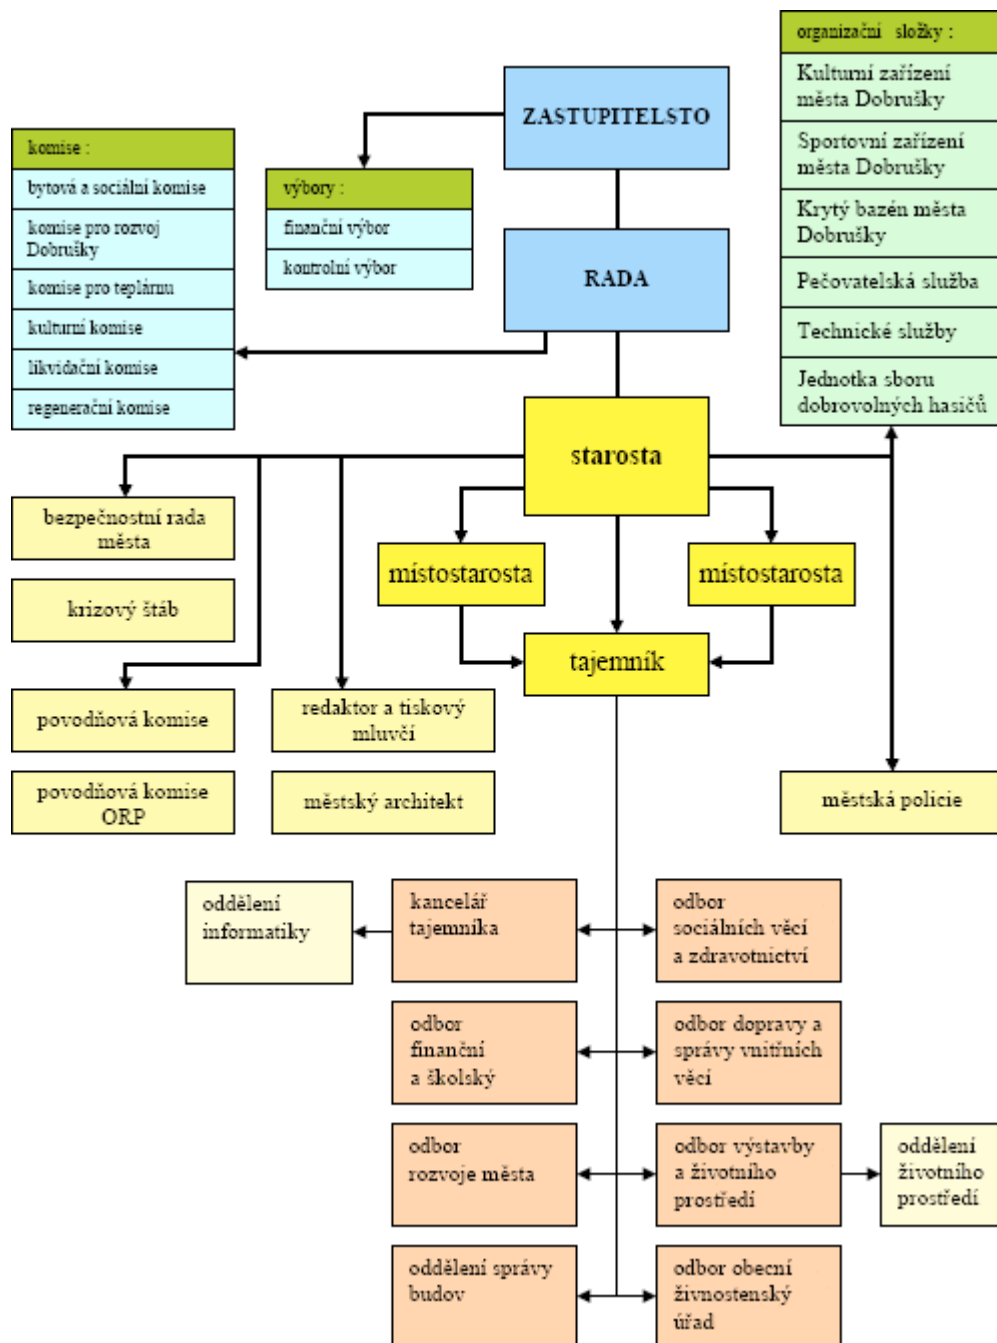 organizační složky :
Kulturní zařízení
města Dobrušky
Sportovní zařízení
města Dobrušky
Krytý bazén města
Dobrušky
Pečovatelská služba
Technické služby
Jednotka sboru
dobrovolných hasičů
ZASTUPITELSTO
komise :
bytová a sociální komise
komise pro rozvoj
Dobrušky
komise pro teplárnu
kulturní komise
likvidační komise
regenerační komise
výbory :
finanční výbor
kontrolní výbor
RADA
starosta
místostarosta
místostarosta
tajemník
bezpečnostní rada
města
krizový štáb
povodňová komise
povodňová komise
ORP
redaktor a tiskový
mluvčí
městský architekt
městská policie
oddělení
informatiky
kancelář
tajemníka
odbor
sociálních věcí
a zdravotnictví
odbor
finanční
a školský
odbor dopravy a
správy vnitřních
věcí
odbor
rozvoje města
odbor výstavby
a životního
prostředí
oddělení
životního
prostředí
oddělení správy
budov
odbor obecní
živnostenský
úřad